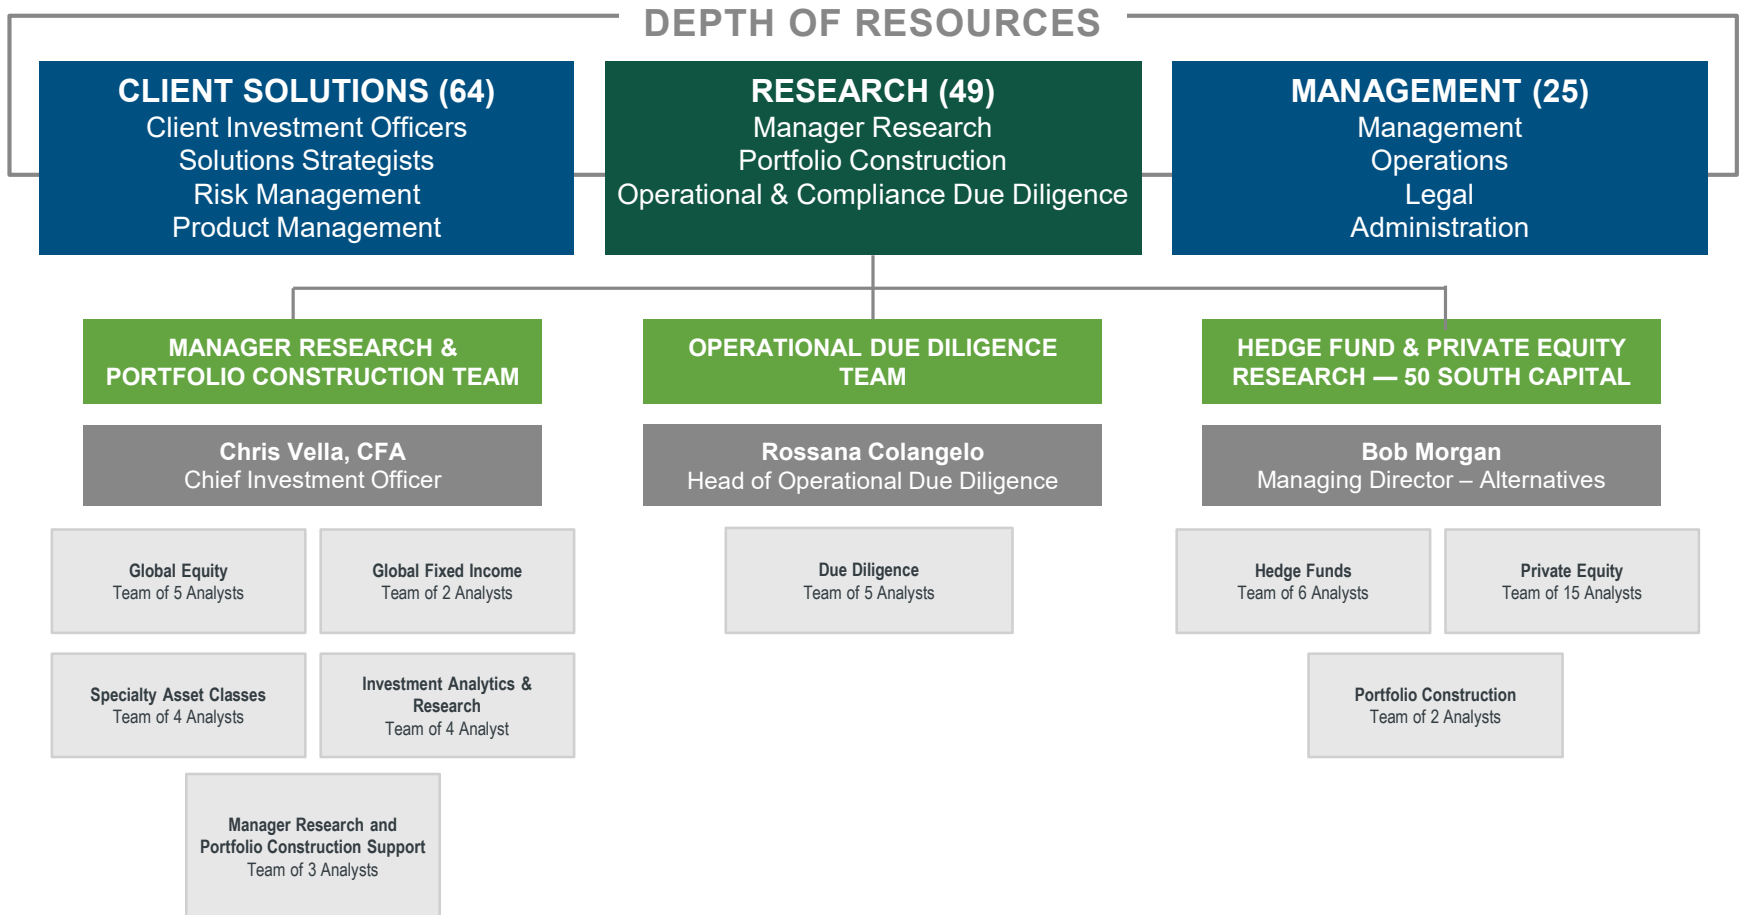 DEPTH OF RESOURCES
CLIENT SOLUTIONS (64)
Client Investment Officers
Solutions Strategists
Risk Management
Product Management
RESEARCH (49)
Manager Research
Portfolio Construction
Operational & Compliance Due Diligence
MANAGEMENT (25)
Management
Operations
Legal
Administration
MANAGER RESEARCH &
PORTFOLIO CONSTRUCTION TEAM
OPERATIONAL DUE DILIGENCE
TEAM
HEDGE FUND & PRIVATE EQUITY
RESEARCH — 50 SOUTH CAPITAL
Chris Vella, CFA
Chief Investment Officer
Rossana Colangelo
Head of Operational Due Diligence
Bob Morgan
Managing Director – Alternatives
Global Equity
Team of 5 Analysts
Global Fixed Income
Team of 2 Analysts
Due Diligence
Team of 5 Analysts
Hedge Funds
Team of 6 Analysts
Private Equity
Team of 15 Analysts
Specialty Asset Classes
Team of 4 Analysts
Investment Analytics &
Research
Team of 4 Analyst
Portfolio Construction
Team of 2 Analysts
Manager Research and
Portfolio Construction Support
Team of 3 Analysts